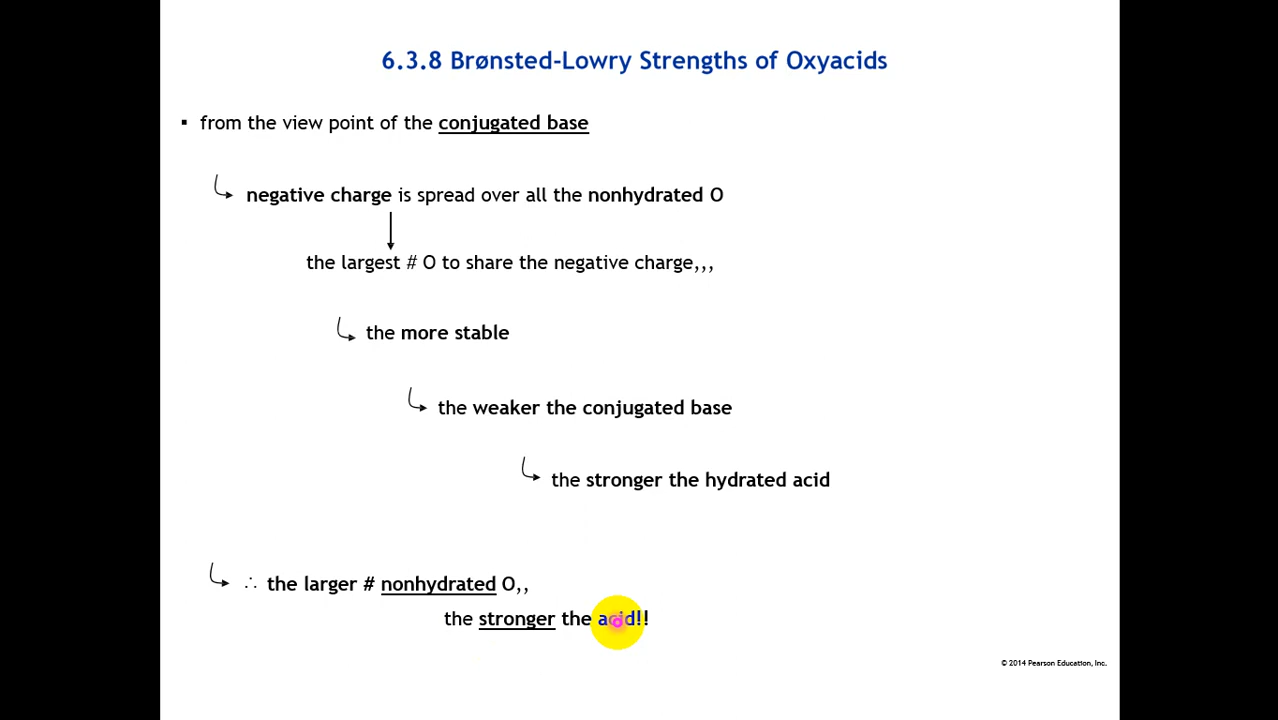 6.3.8 Brønsted-Lowry Strengths of Oxyacids
▪ from the view point of the conjugated base
negative charge is spread over all the nonhydrated O
the largest # O to share the negative charge,,,
the more stable
the weaker the conjugated base
the stronger the hydrated acid
∴ the larger # nonhydrated O,,
the stronger the acid!!
© 2014 Pearson Education, Inc.